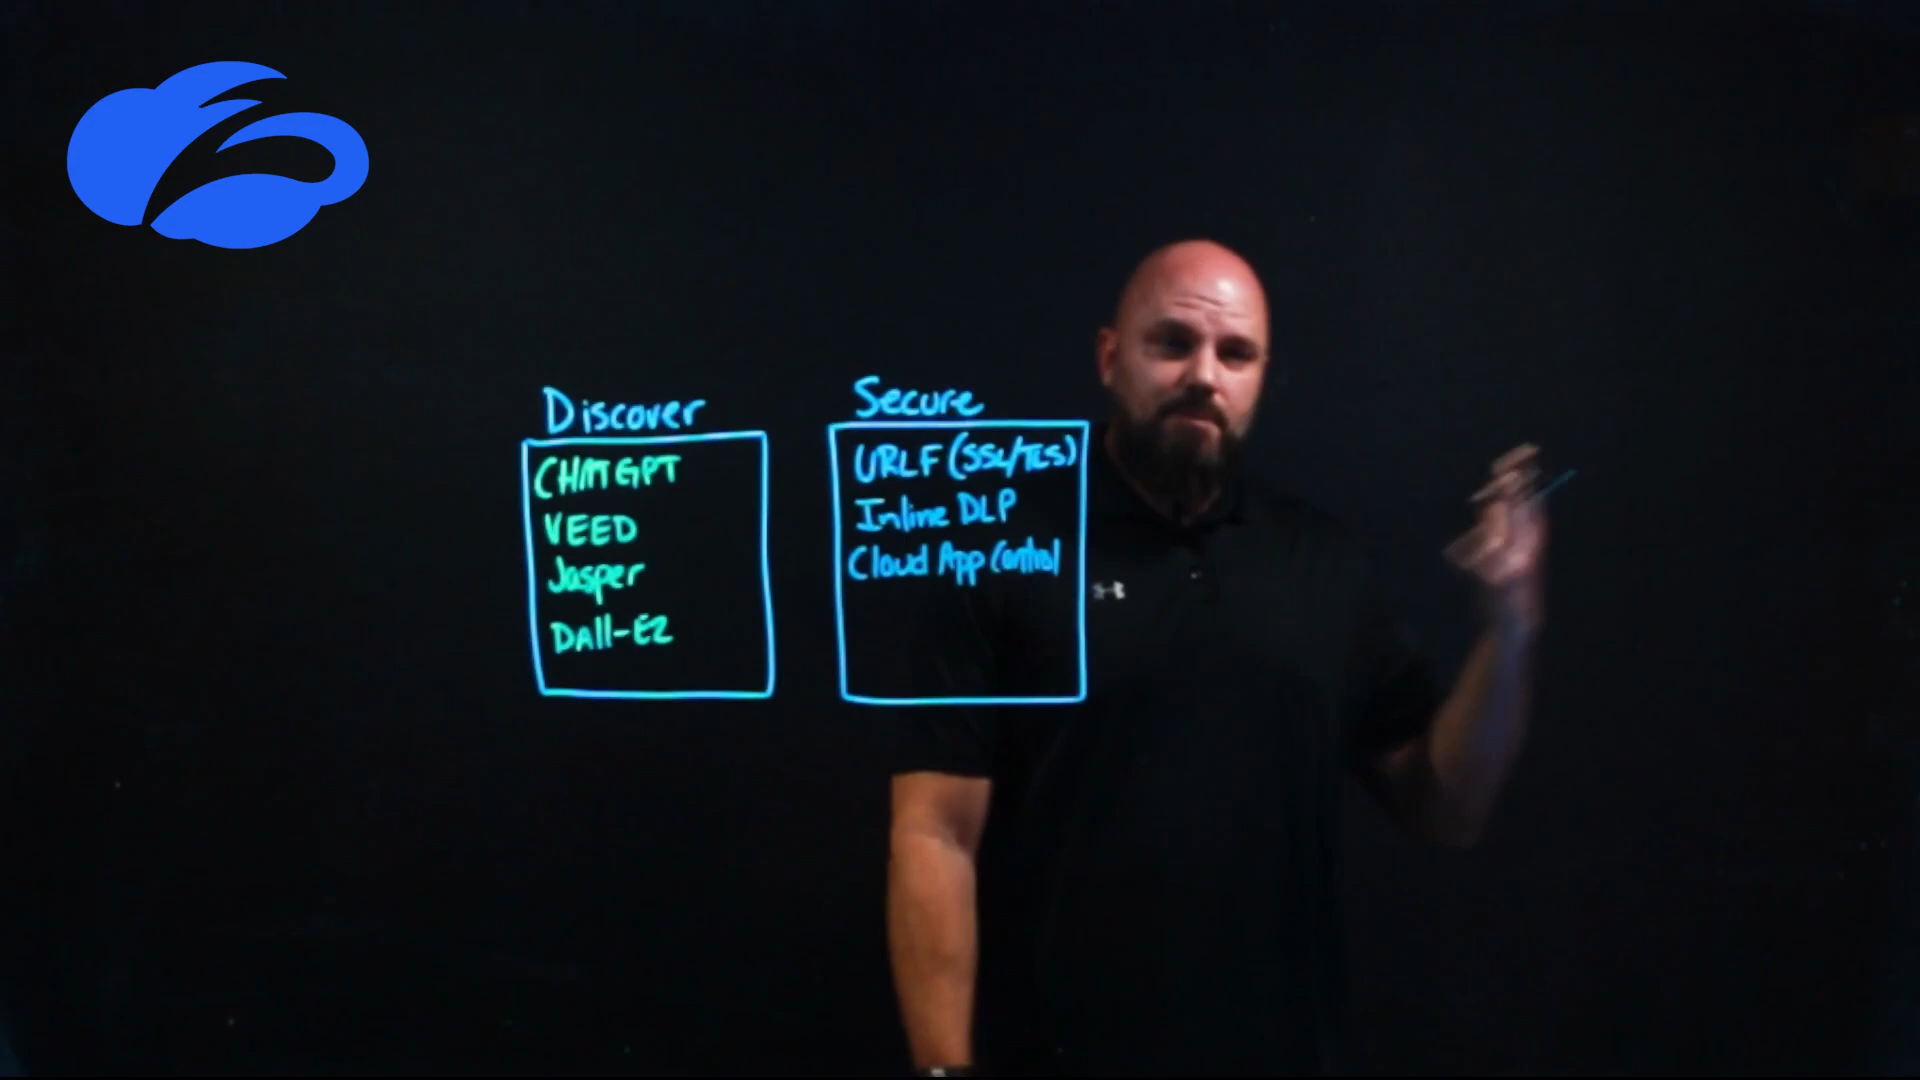 Discover
CHATGPT
VEED
Jasper
DAll-E2
Secure
URLF (SSL/TLS)
Inline DLP
Cloud App Control